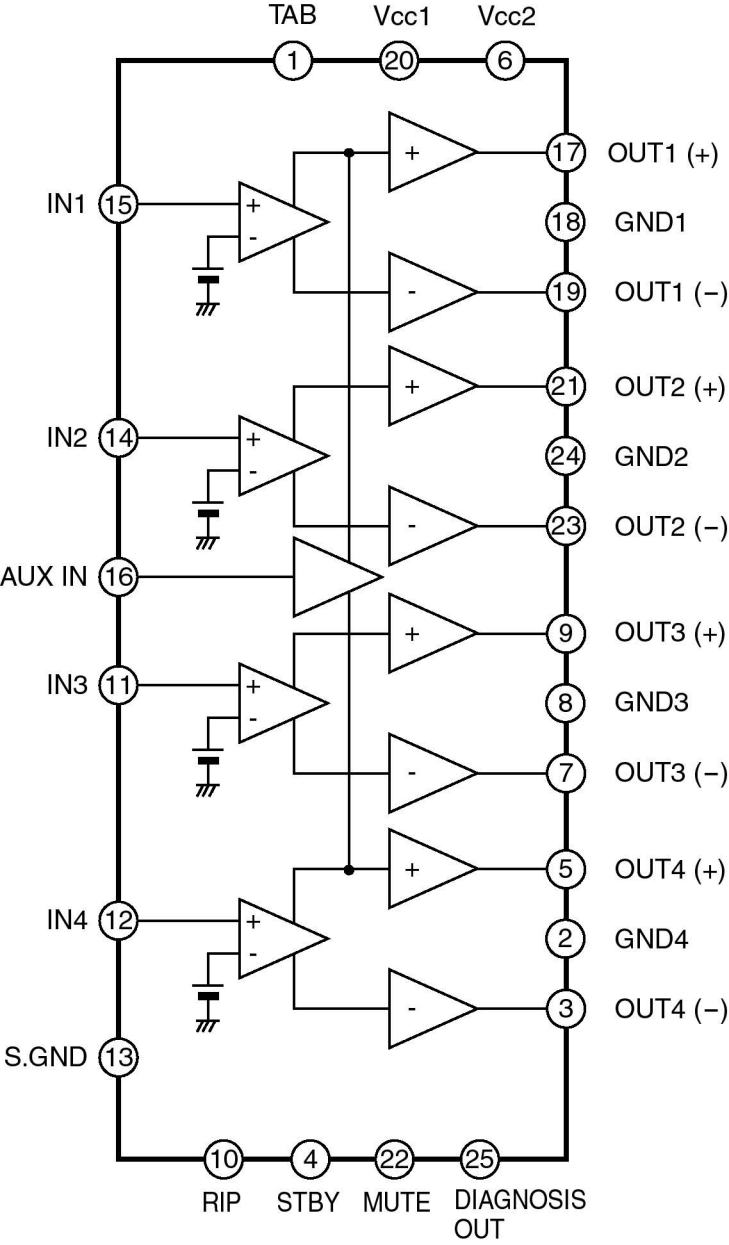 TAB Vcc1 Vcc2
1 20 6
+ 17 OUT1 (+)
IN1 15 +
-
18 GND1
- 19 OUT1 (−)
+ 21 OUT2 (+)
IN2 14 +
-
24 GND2
- 23 OUT2 (−)
AUX IN 16
+ 9 OUT3 (+)
IN3 11 +
-
8 GND3
- 7 OUT3 (−)
+ 5 OUT4 (+)
IN4 12 +
-
2 GND4
- 3 OUT4 (−)
S.GND 13
10 4 22 25
RIP STBY MUTE DIAGNOSIS
OUT